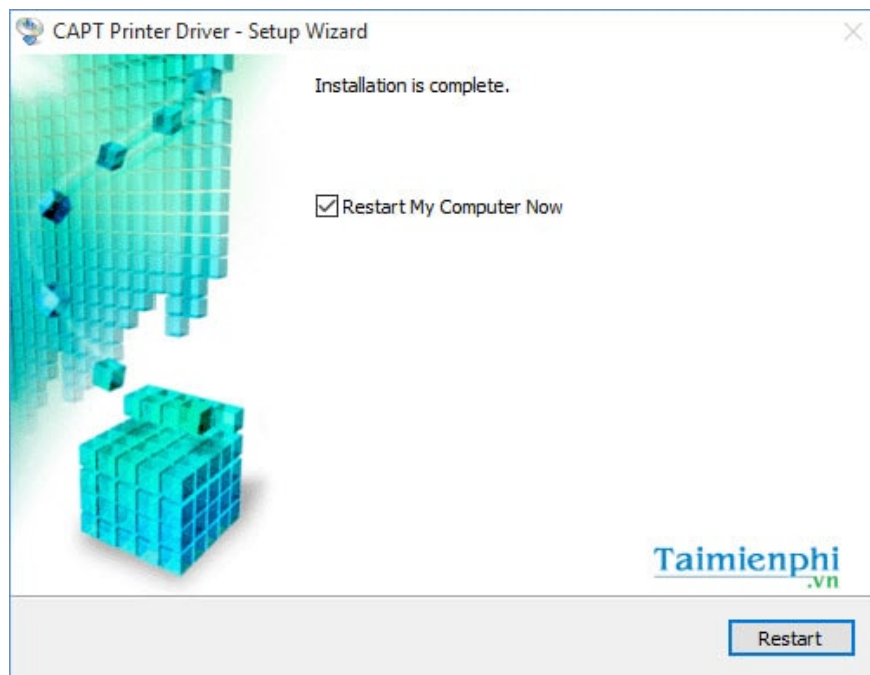 CAPT Printer Driver - Setup Wizard
Installation is complete.
Restart My Computer Now
Taimienphi
.vn
Restart